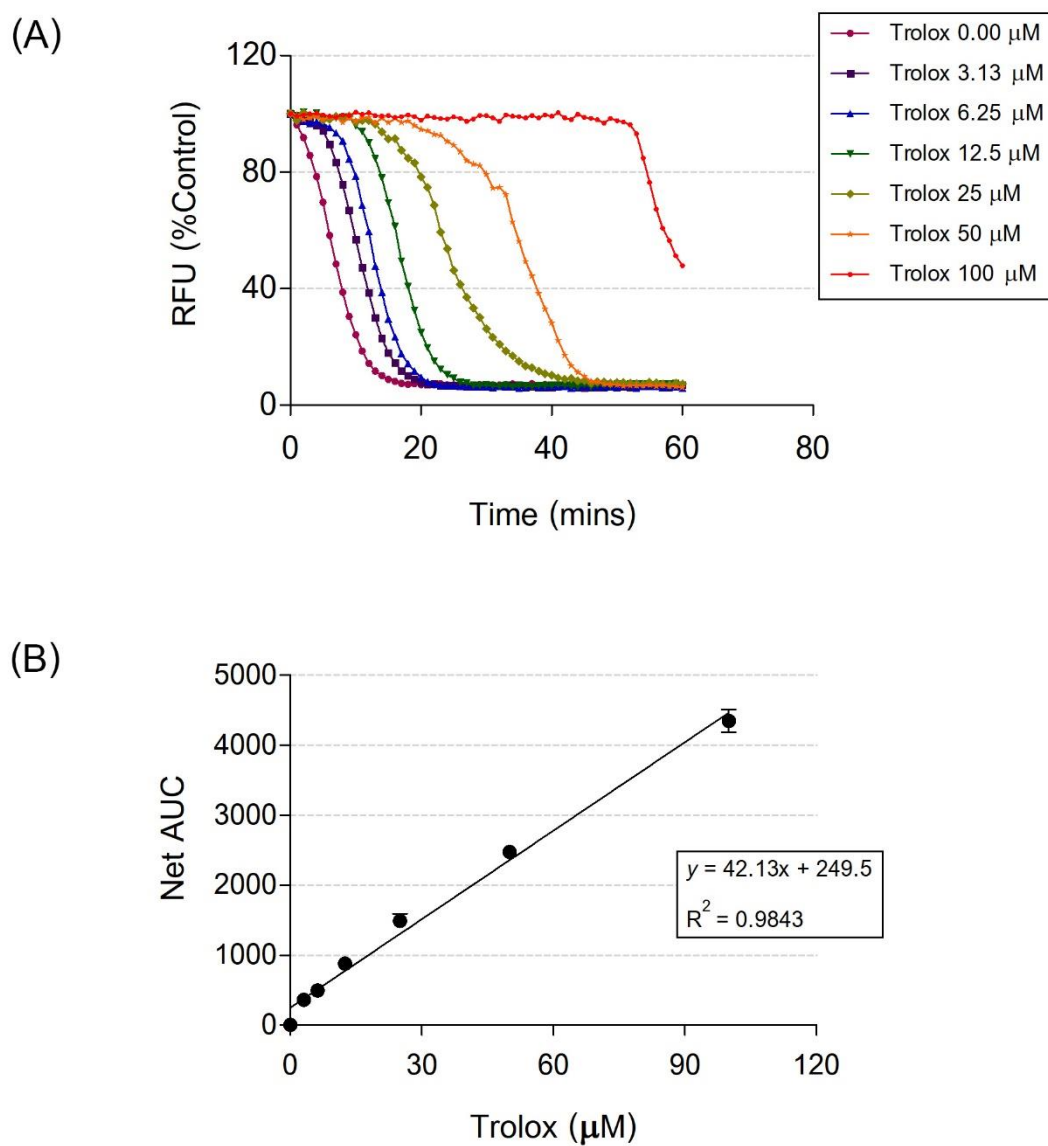 (A)
120
80
40
0
RFU (%Control)
0 20 40 60 80
Time (mins)
Trolox 0.00 μM
Trolox 3.13 μM
Trolox 6.25 μM
Trolox 12.5 μM
Trolox 25 μM
Trolox 50 μM
Trolox 100 μM
(B)
5000
4000
3000
2000
1000
0
Net AUC
0 30 60 90 120
Trolox (μM)
y = 42.13x + 249.5
R² = 0.9843